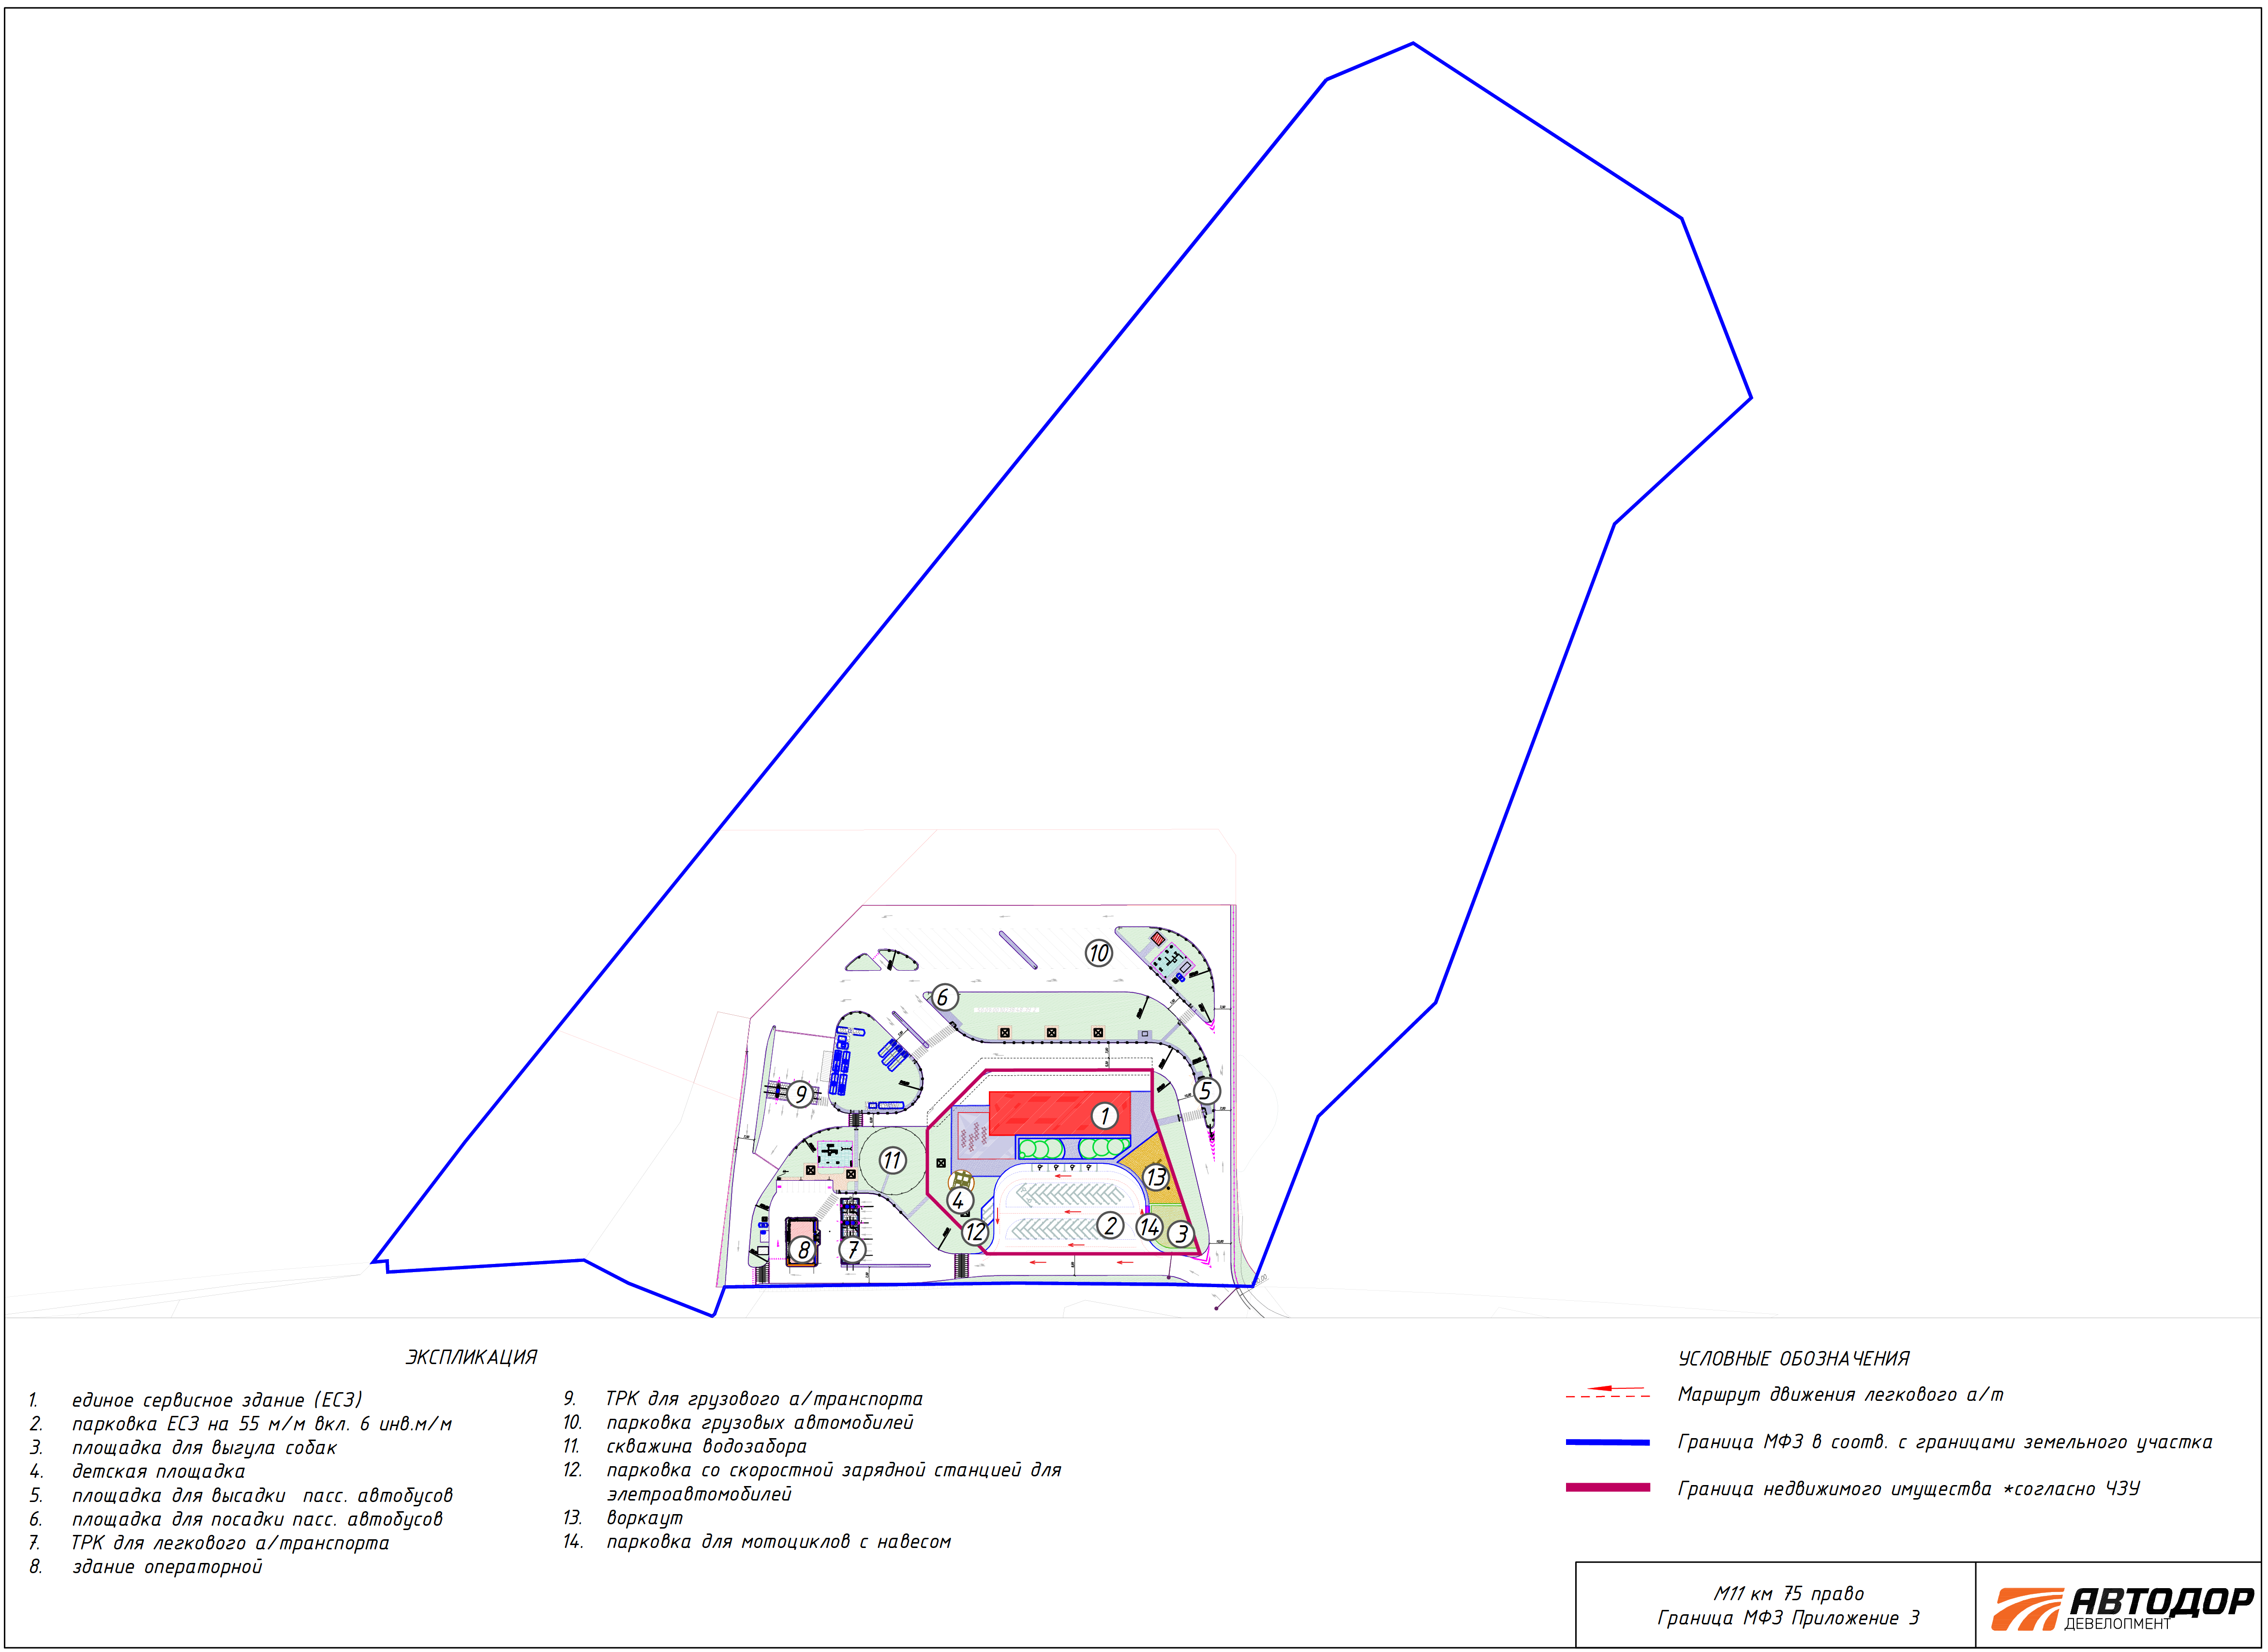 10
6
9
5
1
11
13
4
12
2
14
3
8
7
ЭКСПЛИКАЦИЯ
1. единое сервисное здание (ЕСЗ)
2. парковка ЕСЗ на 55 м/м вкл. 6 инв.м/м
3. площадка для выгула собак
4. детская площадка
5. площадка для высадки пасс. автобусов
6. площадка для посадки пасс. автобусов
7. ТРК для легкового а/транспорта
8. здание операторной
9. ТРК для грузового а/транспорта
10. парковка грузовых автомобилей
11. скважина водозабора
12. парковка со скоростной зарядной станцией для
элетроавтомобилей
13. воркаут
14. парковка для мотоциклов с навесом
УСЛОВНЫЕ ОБОЗНАЧЕНИЯ
Маршрут движения легкового а/т
Граница МФЗ в соотв. с границами земельного участка
Граница недвижимого имущества *согласно ЧЗУ
М11 км 75 право
Граница МФЗ Приложение 3
АВТОДОР
ДЕВЕЛОПМЕНТ